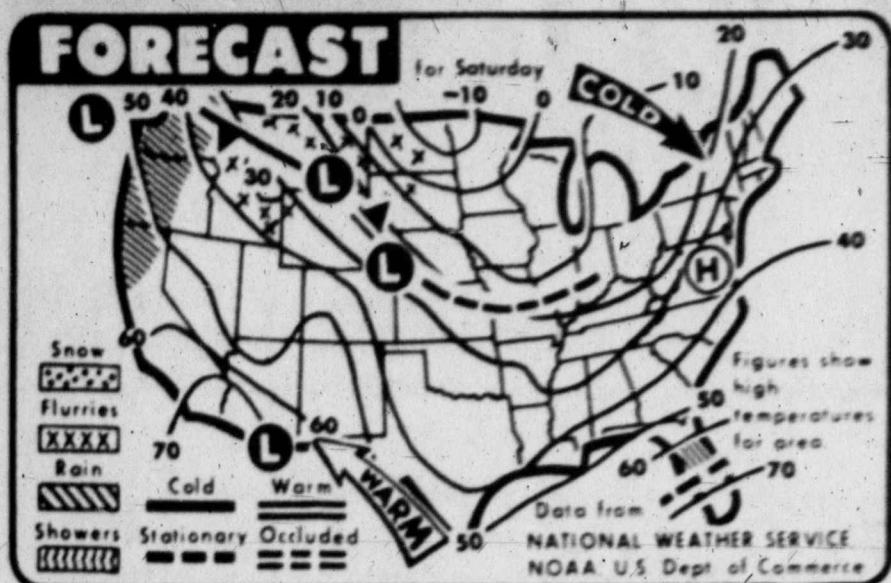 FORECAST
for Saturday
20
30
L
50
40
20
10
0
-10
0
COLD
-10
30
L
L
H
40
60
Snow
Flurries
XXXX
70
L
60
WARM
50
Figures show
high
temperatures
for area.
50
60
70
Rain
Cold
Warm
Showers
Stationary
Occluded
Data from
NATIONAL WEATHER SERVICE
NOAA U.S. Dept of Commerce